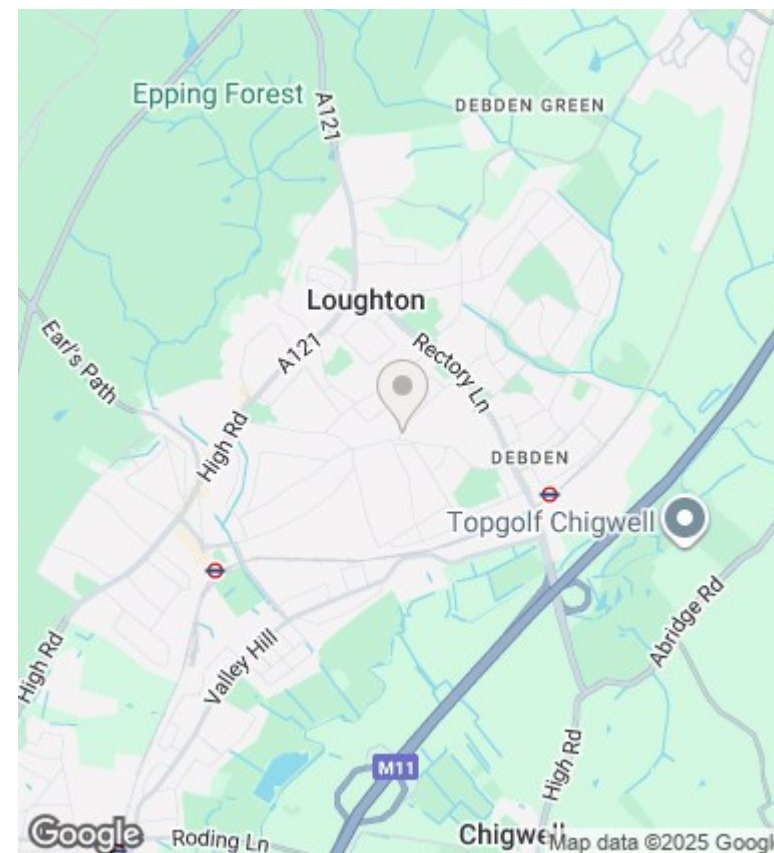 Epping Forest
A121
DEBDEN GREEN
Loughton
A121
Rectory Ln
Earl's Path
High Rd
DEBDEN
Topgolf Chigwell
Abridge Rd
High Rd
Valley Hill
High Rd
M11
Google
Roding Ln
Chigwell
Map data ©2025 Googl